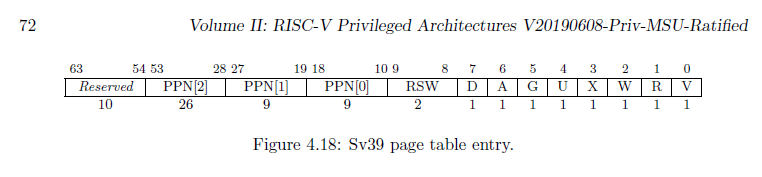 72 Volume II: RISC-V Privileged Architectures V20190608-Priv-MSU-Ratified
63 54 53 28 27 19 18 10 9 8 7 6 5 4 3 2 1 0
Reserved PPN[2] PPN[1] PPN[0] RSW D A G U X W R V
10 26 9 9 2 1 1 1 1 1 1 1 1
Figure 4.18: Sv39 page table entry.